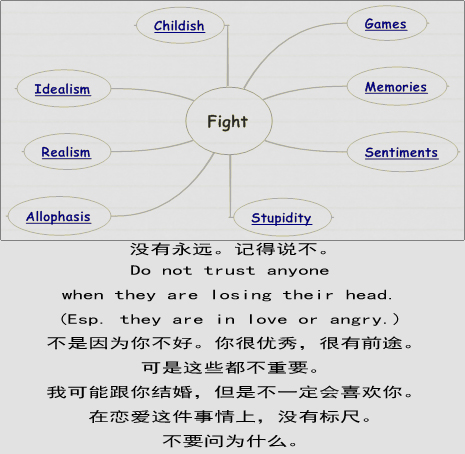 Childish
Games
Idealism
Memories
Fight
Realism
Sentiments
Allophasis
Stupidity
没有永远。记得说不。
Do not trust anyone
when they are losing their head.
(Esp. they are in love or angry.)
不是因为你不好。你很优秀，很有前途。
可是这些都不重要。
我可能跟你结婚，但是不一定会喜欢你。
在恋爱这件事情上，没有标尺。
不要问为什么。